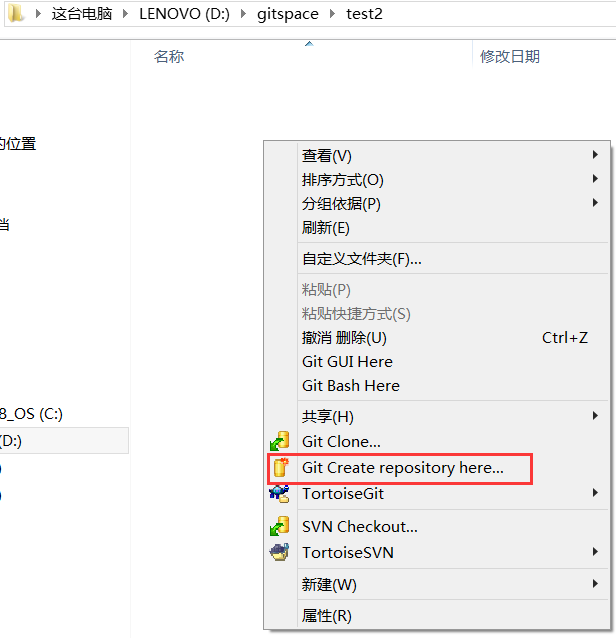 这台电脑 LENOVO (D:) gitspace test2
名称 修改日期
的位置
查看(V)
排序方式(O)
分组依据(P)
档
刷新(E)
自定义文件夹(F)...
粘贴(P)
粘贴快捷方式(S)
撤消 删除(U) Ctrl+Z
Git GUI Here
Git Bash Here
8_OS (C:)
共享(H)
(D:)
Git Clone...
Git Create repository here...
)
TortoiseGit
)
SVN Checkout...
TortoiseSVN
新建(W)
属性(R)